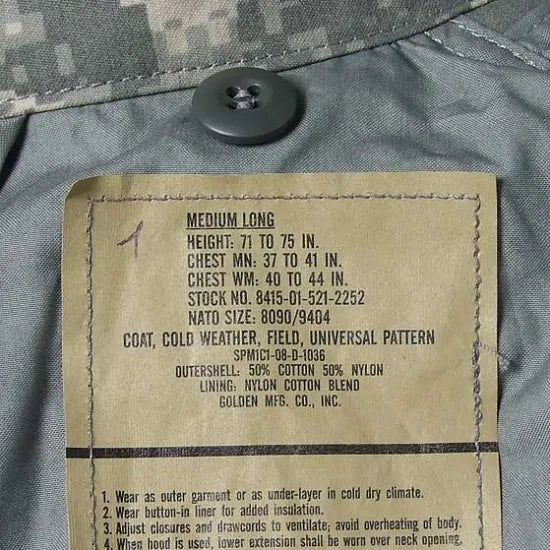 1
MEDIUM LONG
HEIGHT: 71 TO 75 IN.
CHEST MN: 37 TO 41 IN.
CHEST WM: 40 TO 44 IN.
STOCK NO. 8415-01-521-2252
NATO SIZE: 8090/9404
COAT, COLD WEATHER, FIELD, UNIVERSAL PATTERN
SPM1C1-08-D-1036
OUTERSHELL: 50% COTTON 50% NYLON
LINING: NYLON COTTON BLEND
GOLDEN MFG. CO., INC.
1. Wear as outer garment or as under-layer in cold dry climate.
2. Wear button-in liner for added insulation.
3. Adjust closures and drawcords to ventilate; avoid overheating of body.
4. When hood is used, lower extension shall be worn over neck opening.